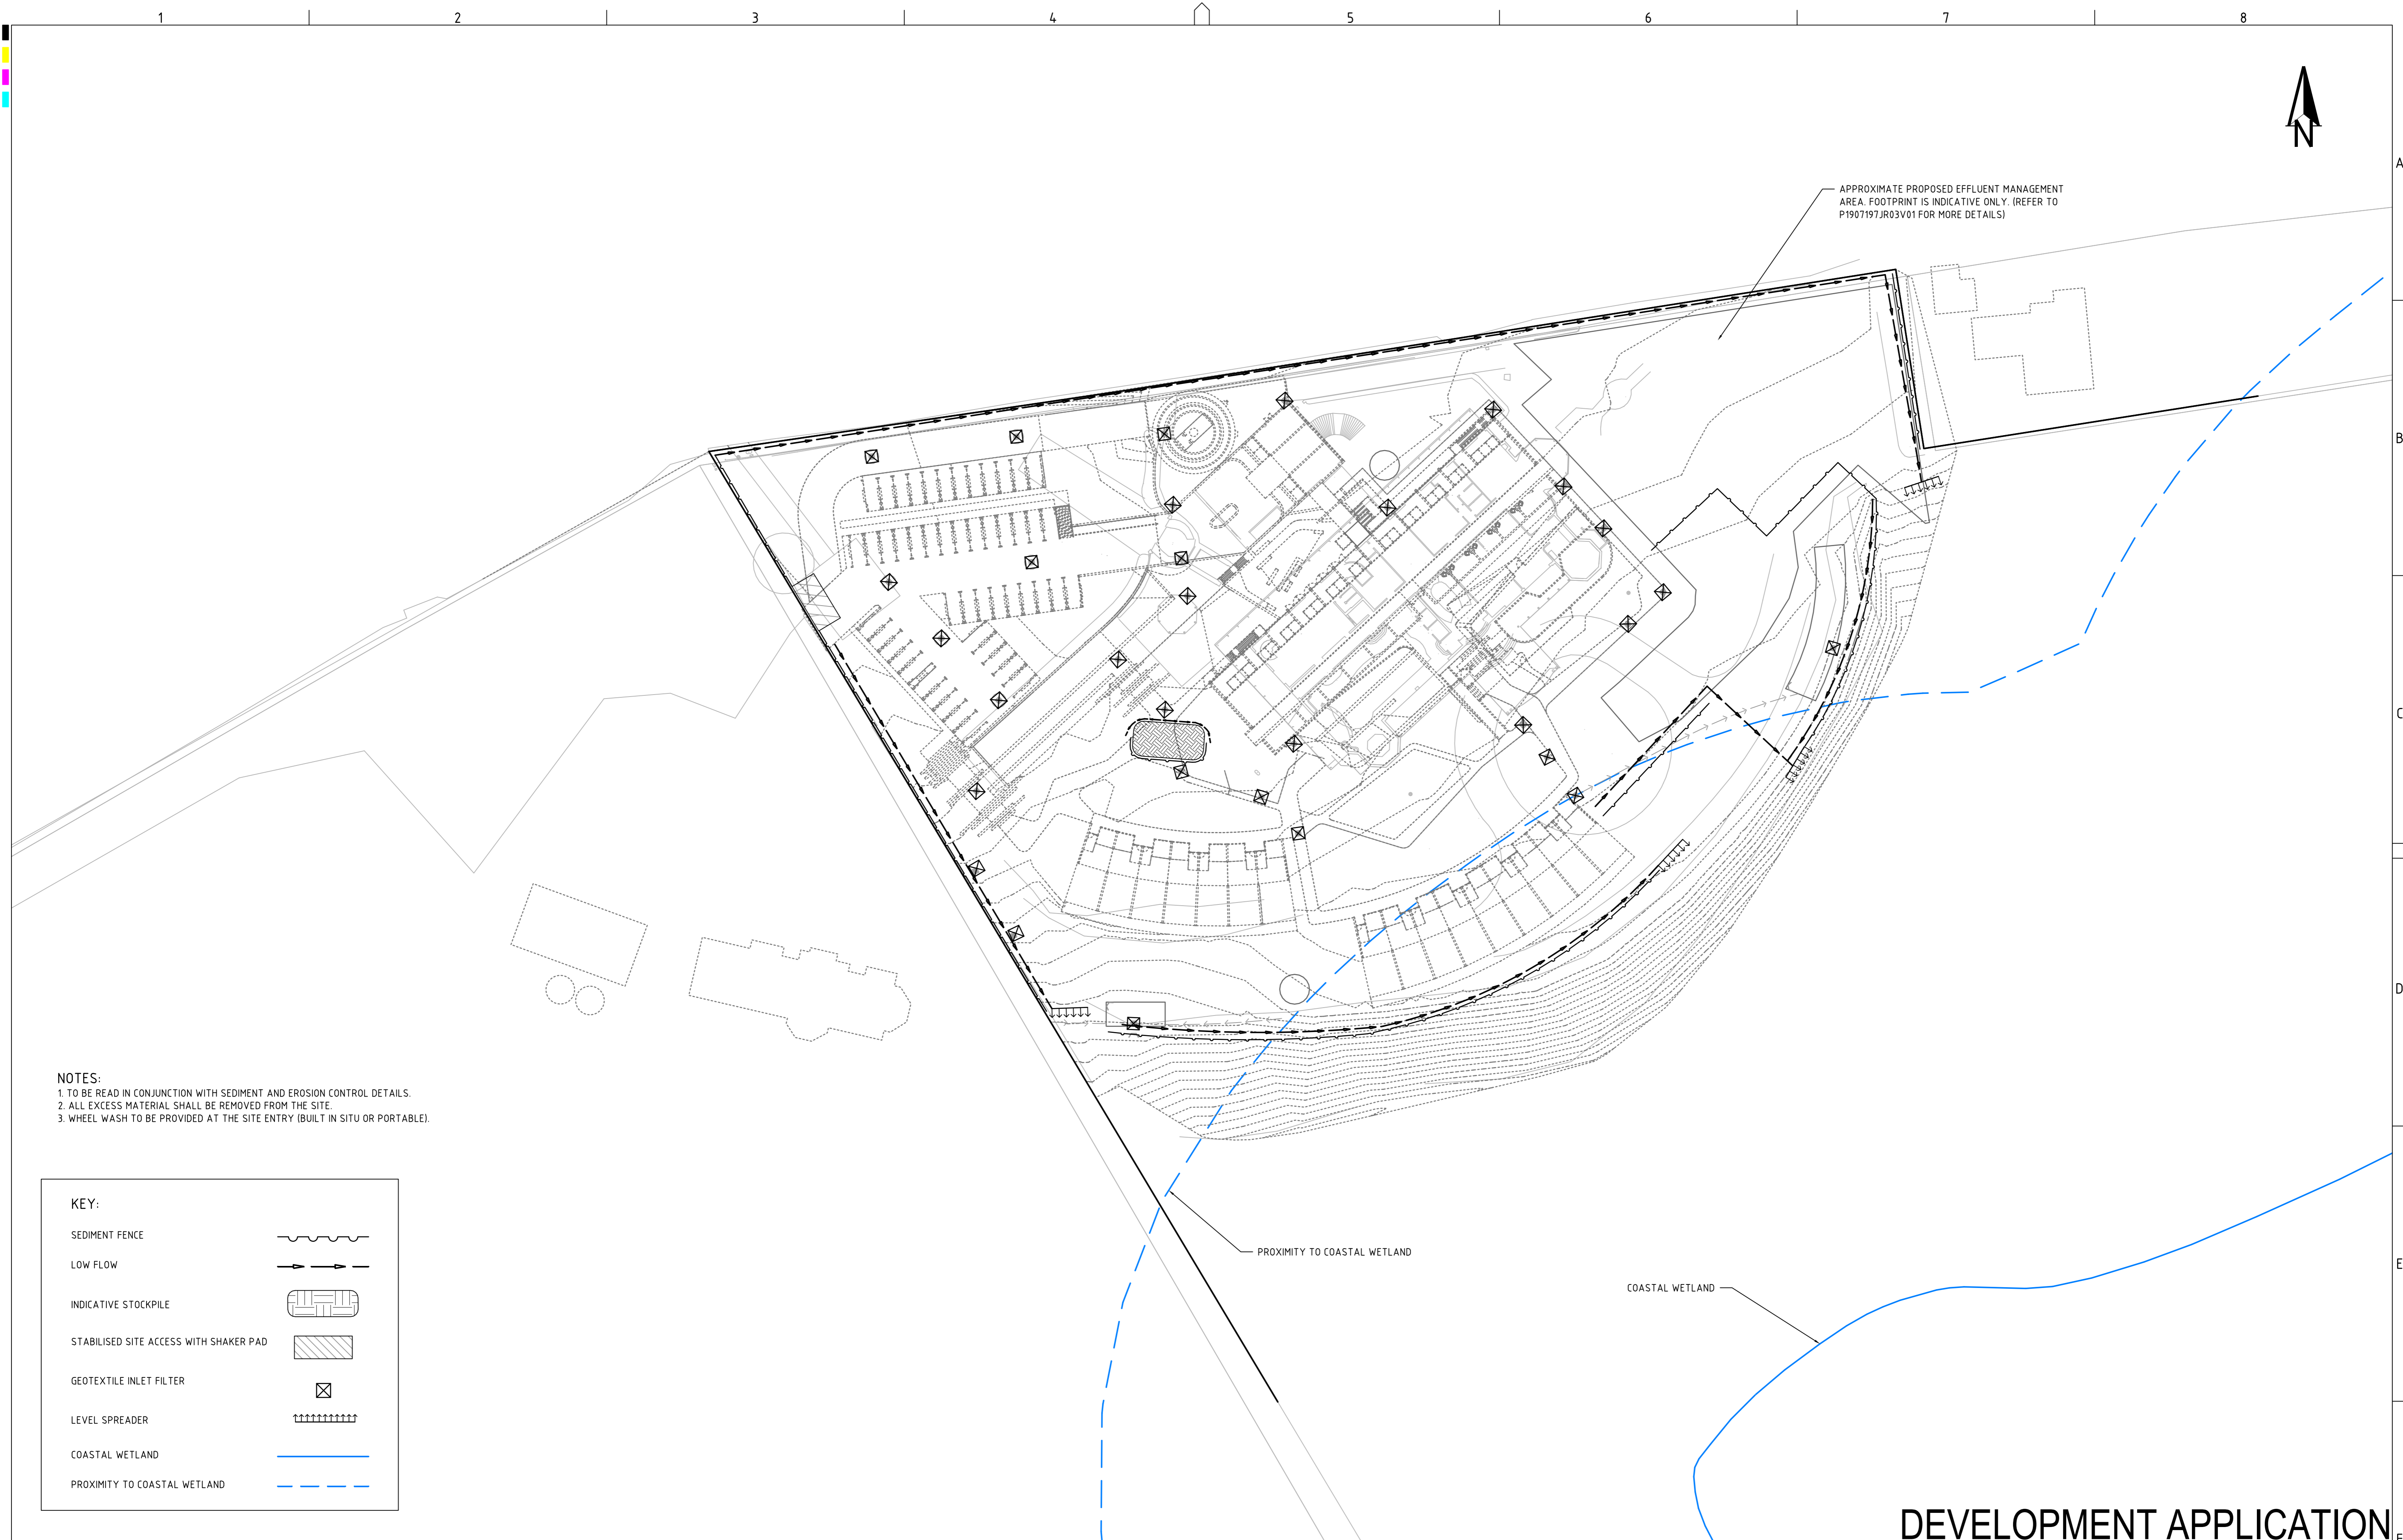 1 2 3 4 5 6 7 8
N
A
APPROXIMATE PROPOSED EFFLUENT MANAGEMENT
AREA. FOOTPRINT IS INDICATIVE ONLY. (REFER TO
P1907197JR03V01 FOR MORE DETAILS)
B
C
D
NOTES:
1. TO BE READ IN CONJUNCTION WITH SEDIMENT AND EROSION CONTROL DETAILS.
2. ALL EXCESS MATERIAL SHALL BE REMOVED FROM THE SITE.
3. WHEEL WASH TO BE PROVIDED AT THE SITE ENTRY (BUILT IN SITU OR PORTABLE).
PROXIMITY TO COASTAL WETLAND
COASTAL WETLAND
E
KEY:
SEDIMENT FENCE
LOW FLOW
INDICATIVE STOCKPILE
STABILISED SITE ACCESS WITH SHAKER PAD
GEOTEXTILE INLET FILTER
LEVEL SPREADER
COASTAL WETLAND
PROXIMITY TO COASTAL WETLAND
DEVELOPMENT APPLICATION